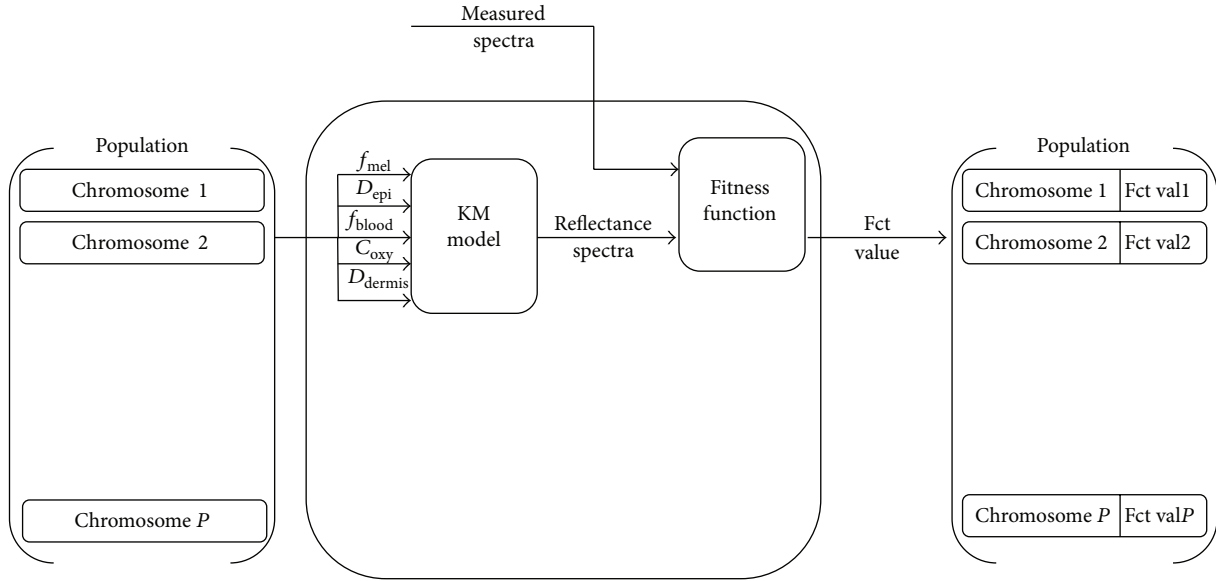 Measured
spectra
Population
Chromosome 1
Chromosome 2
Chromosome P
f_mel
D_epi
f_blood
C_oxy
D_dermis
KM
model
Reflectance
spectra
Fitness
function
Fct
value
Population
Chromosome 1 Fct val1
Chromosome 2 Fct val2
Chromosome P Fct valP